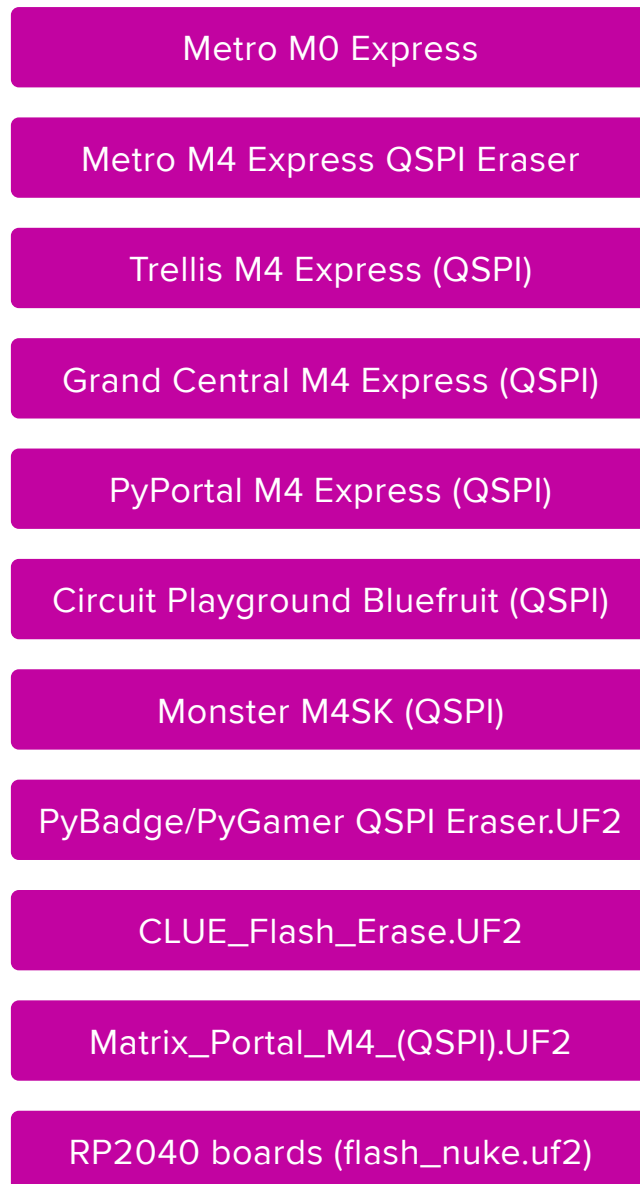 Metro M0 Express
Metro M4 Express QSPI Eraser
Trellis M4 Express (QSPI)
Grand Central M4 Express (QSPI)
PyPortal M4 Express (QSPI)
Circuit Playground Bluefruit (QSPI)
Monster M4SK (QSPI)
PyBadge/PyGamer QSPI Eraser.UF2
CLUE_Flash_Erase.UF2
Matrix_Portal_M4_(QSPI).UF2
RP2040 boards (flash_nuke.uf2)